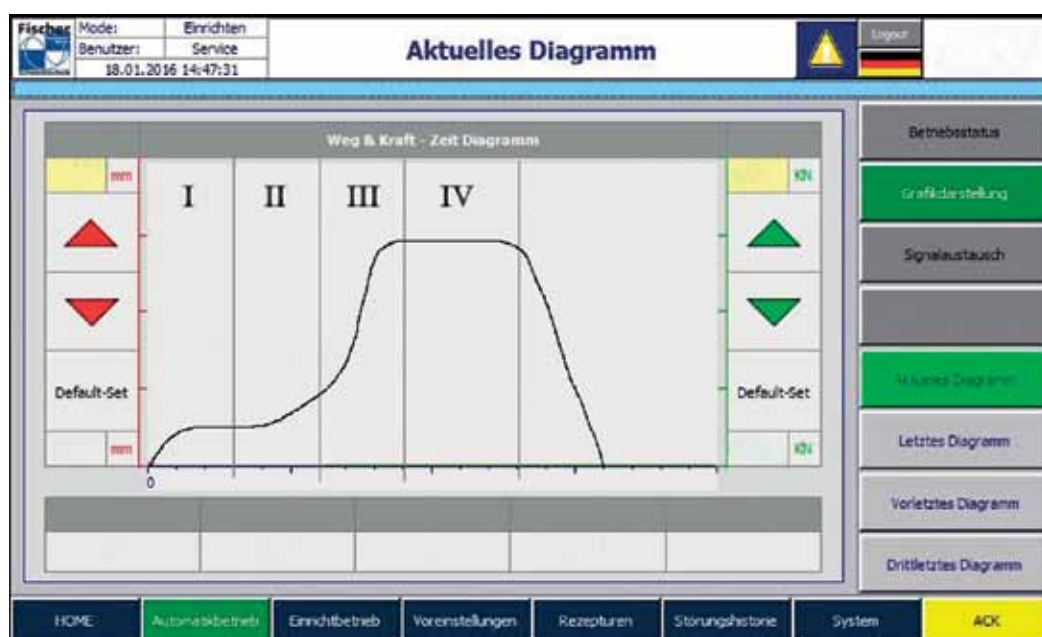 Fischer
Mode: Einrichten
Benutzer: Service
18.01.2016 14:47:31
Aktuelles Diagramm
Logout
Weg & Kraft - Zeit Diagramm
mm
KN
I II III IV
Default-Set
Default-Set
mm
KN
0
Betriebsstatus
Grafikdarstellung
Signalaustausch
Aktuelles Diagramm
Letztes Diagramm
Vorletztes Diagramm
Drittletztes Diagramm
HOME Automatikbetrieb Einrichtbetrieb Voreinstellungen Rezepturen Störungshistorie System ACK